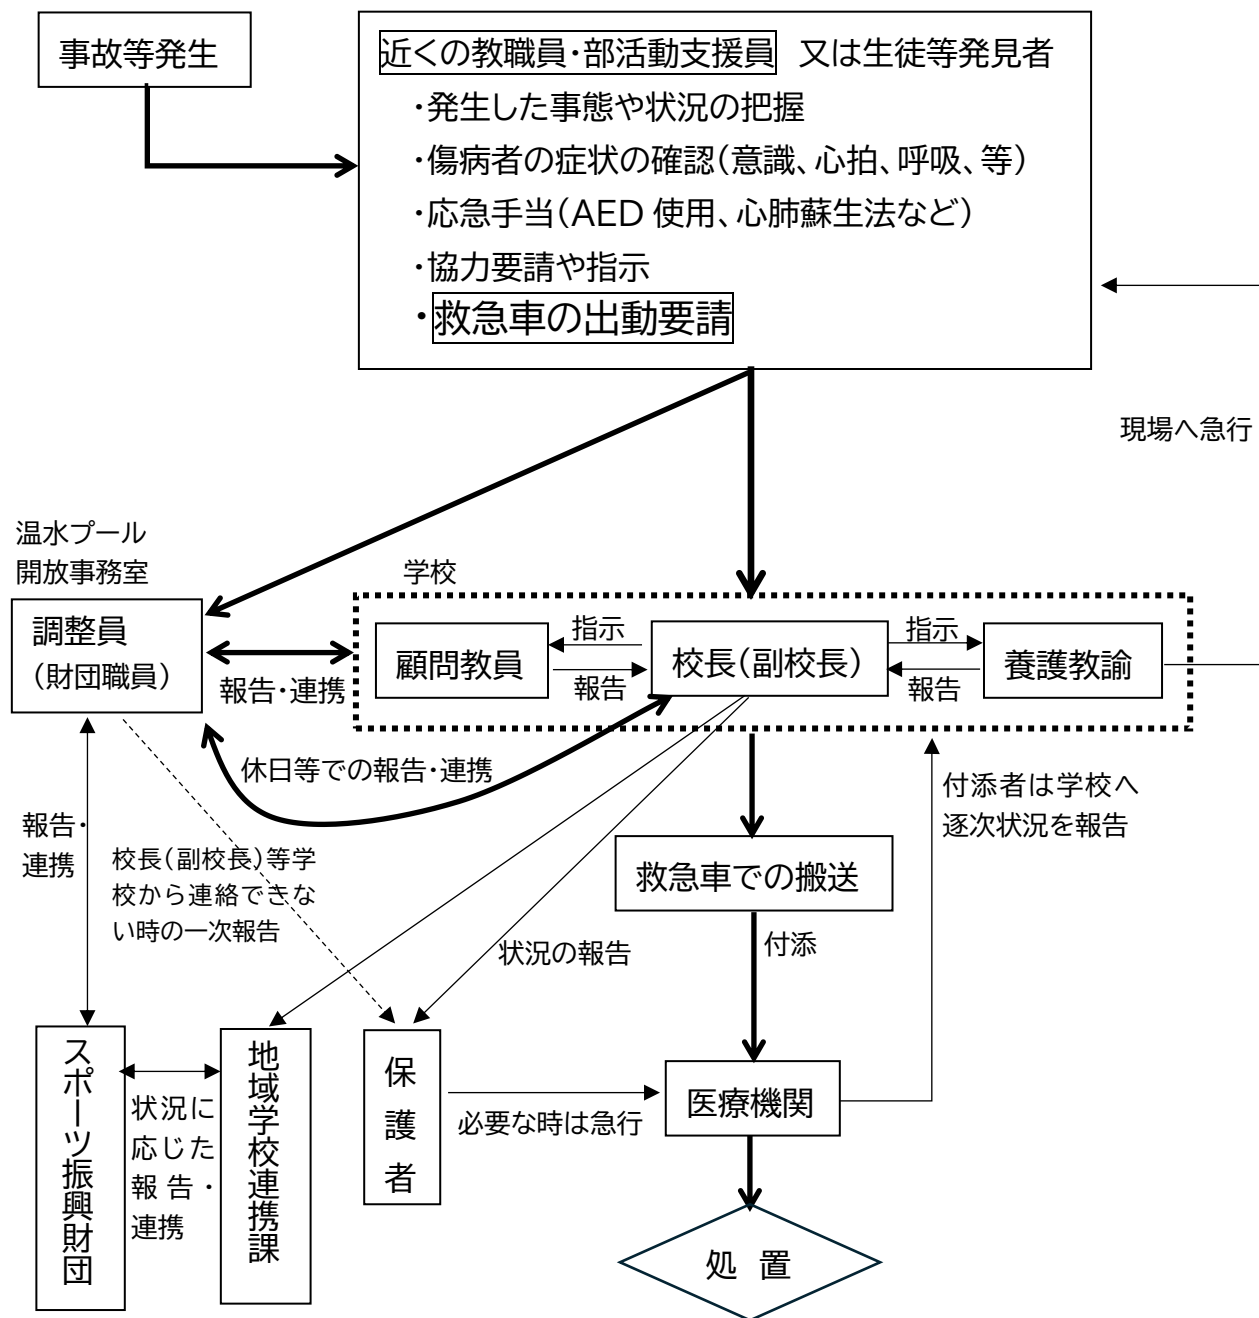 事故等発生
近くの教職員・部活動支援員 又は生徒等発見者
・発生した事態や状況の把握
・傷病者の症状の確認(意識、心拍、呼吸、等)
・応急手当(AED 使用、心肺蘇生法など)
・協力要請や指示
・救急車の出動要請
現場へ急行
温水プール
開放事務室
調整員
(財団職員)
報告・連携
学校
顧問教員
指示
報告
校長(副校長)
指示
報告
養護教諭
休日等での報告・連携
報告・
連携
校長(副校長)等学
校から連絡できな
い時の一次報告
状況の報告
救急車での搬送
付添
付添者は学校へ
逐次状況を報告
スポーツ振興財団
状況に
応じた
報告・
連携
地域学校連携課
保護者
必要な時は急行
医療機関
処置